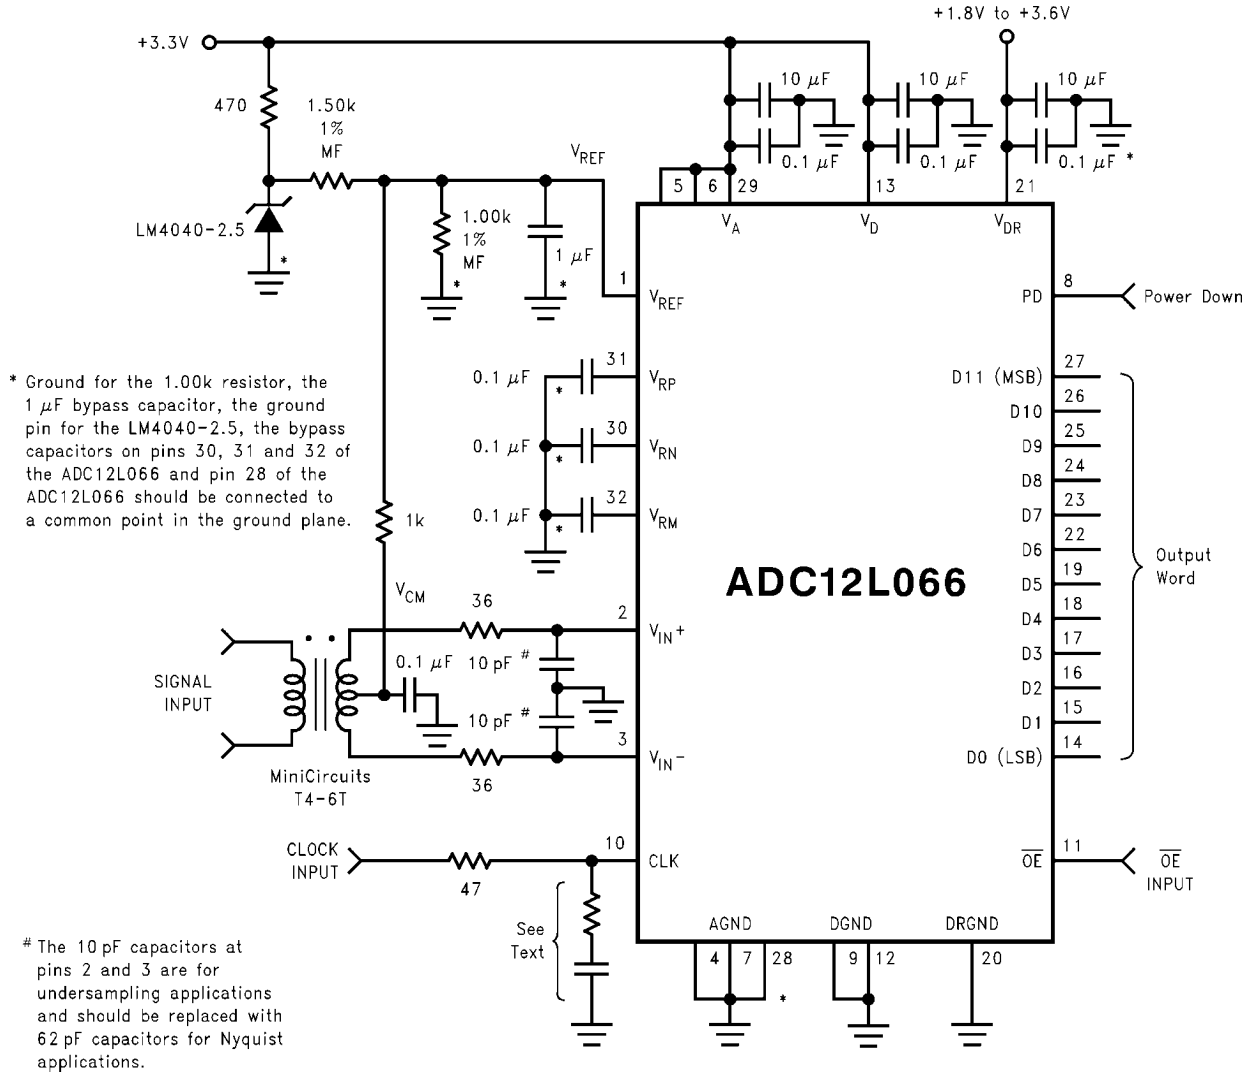 +1.8V to +3.6V
+3.3V
470
1.50k
1%
MF
10 μF
10 μF
10 μF
0.1 μF
0.1 μF
0.1 μF *
VREF
5 6 29
13
21
VA
VD
VDR
LM4040-2.5
*
1.00k
1%
MF
*
1 μF
*
1
VREF
PD
8
Power Down
* Ground for the 1.00k resistor, the
1 μF bypass capacitor, the ground
pin for the LM4040-2.5, the bypass
capacitors on pins 30, 31 and 32 of
the ADC12L066 and pin 28 of the
ADC12L066 should be connected to
a common point in the ground plane.
0.1 μF
*
31
VRP
0.1 μF
*
30
VRN
0.1 μF
*
32
VRM
D11 (MSB) 27
D10 26
D9 25
D8 24
D7 23
D6 22
D5 19
D4 18
D3 17
D2 16
D1 15
D0 (LSB) 14
Output
Word
1k
ADC12L066
VCM
36
2
VIN+
SIGNAL
INPUT
0.1 μF
10 pF #
10 pF #
3
VIN-
36
MiniCircuits
T4-6T
CLOCK
INPUT
47
10
CLK
OE
11
OE
INPUT
See
Text
AGND
DGND
DRGND
4 7 28
9 12
20
*
# The 10 pF capacitors at
pins 2 and 3 are for
undersampling applications
and should be replaced with
62 pF capacitors for Nyquist
applications.